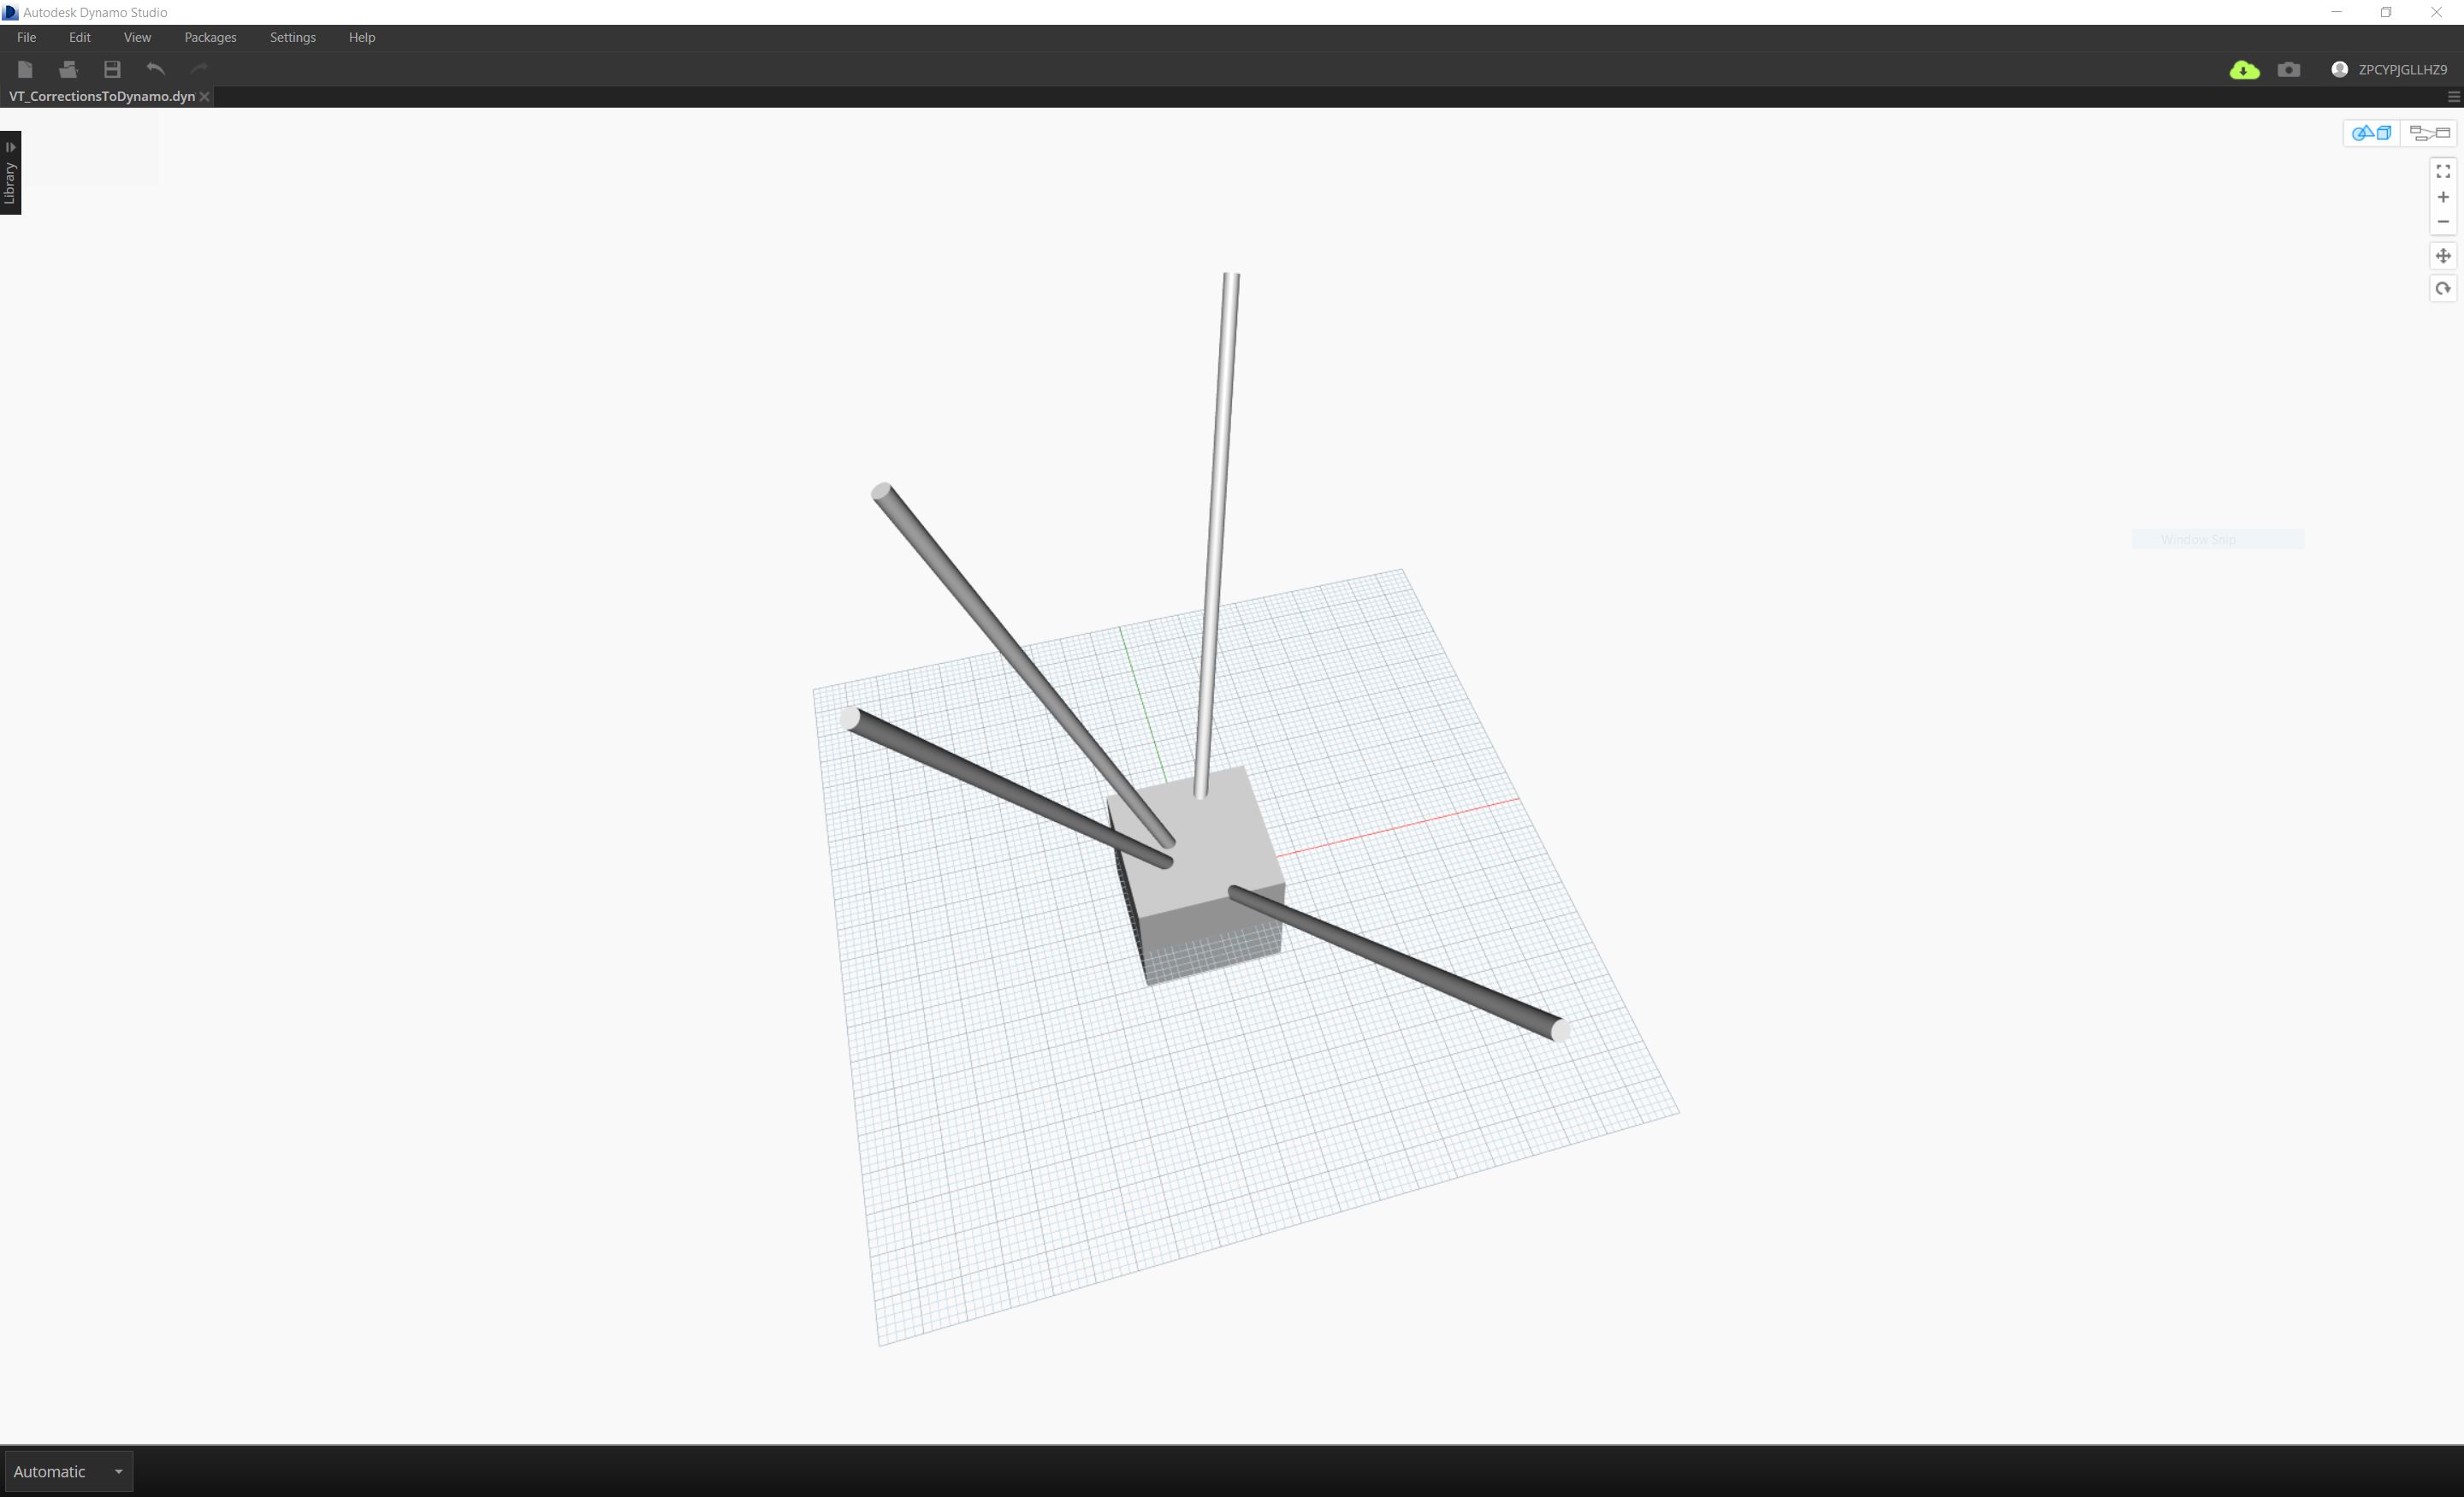 Autodesk Dynamo Studio
File Edit View Packages Settings Help
ZPCYPJGLLHZ9
VT_CorrectionsToDynamo.dyn
Library
Window Snip
Automatic